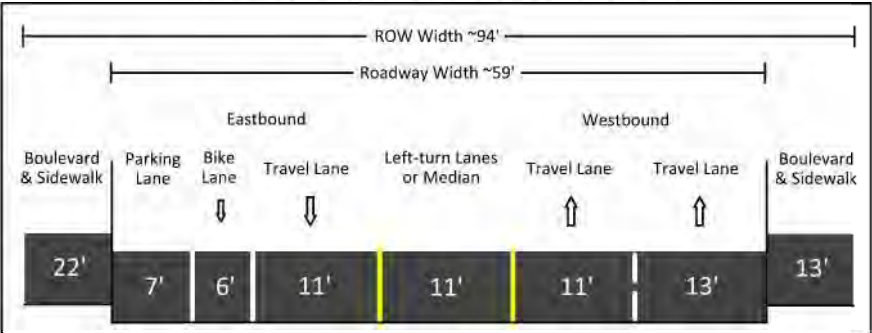 ROW Width ~94'
Roadway Width ~59'
Eastbound
Westbound
Boulevard
& Sidewalk
Parking
Lane
Bike
Lane
Travel Lane
Left-turn Lanes
or Median
Travel Lane
Travel Lane
Boulevard
& Sidewalk
22'
7'
6'
11'
11'
11'
13'
13'